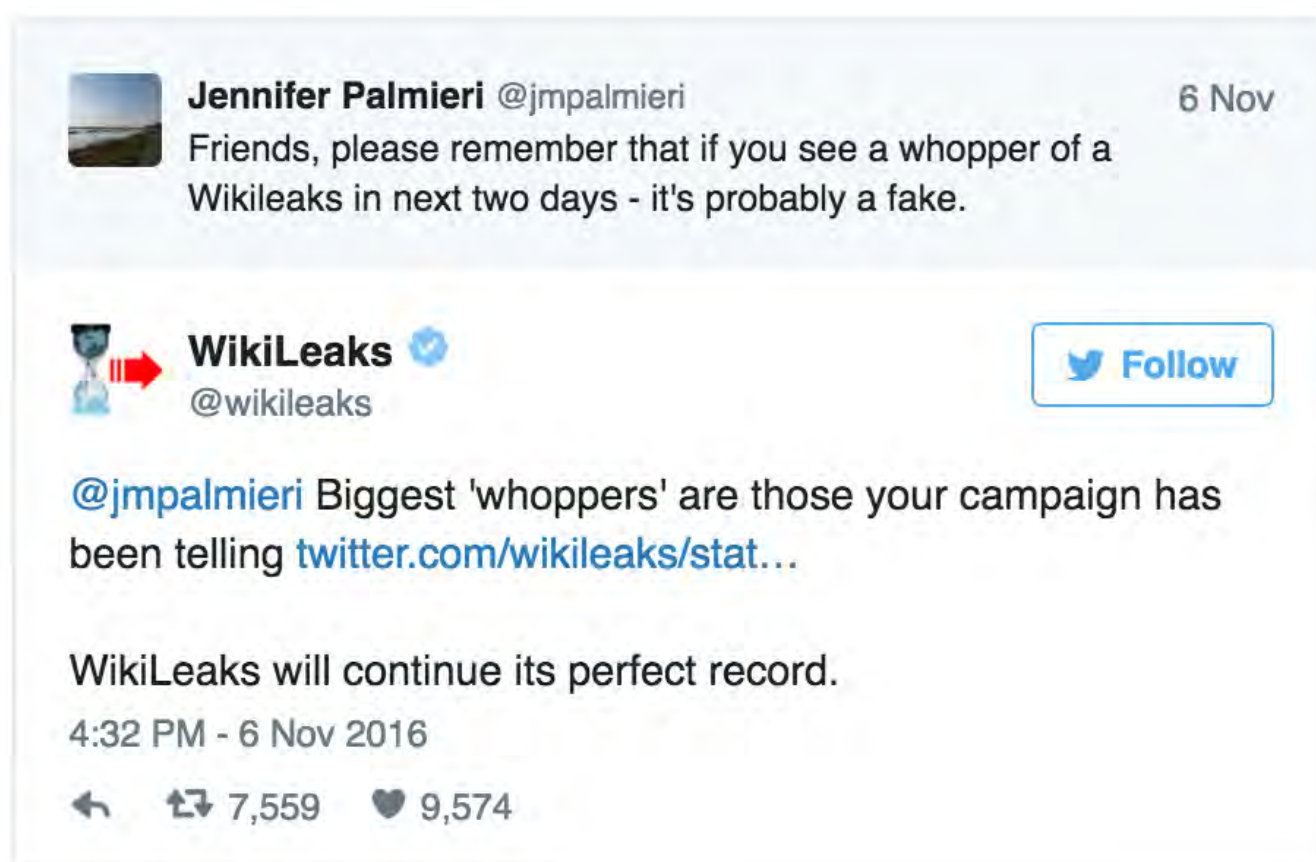 Jennifer Palmieri @jmpalmieri 6 Nov
Friends, please remember that if you see a whopper of a
Wikileaks in next two days - it's probably a fake.
WikiLeaks
Follow
@wikileaks
@jmpalmieri Biggest 'whoppers' are those your campaign has
been telling twitter.com/wikileaks/stat…
WikiLeaks will continue its perfect record.
4:32 PM - 6 Nov 2016
7,559 9,574